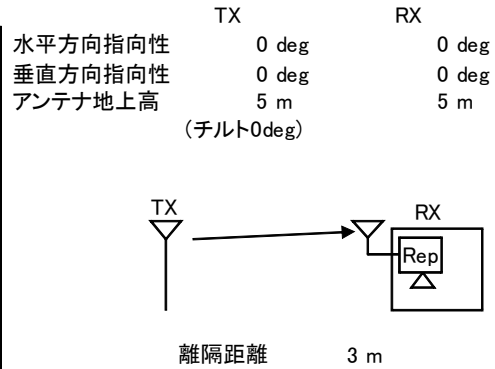 TX RX
水平方向指向性 0 deg 0 deg
垂直方向指向性 0 deg 0 deg
アンテナ地上高 5 m 5 m
(チルト0deg)
TX RX
Rep
離隔距離 3 m